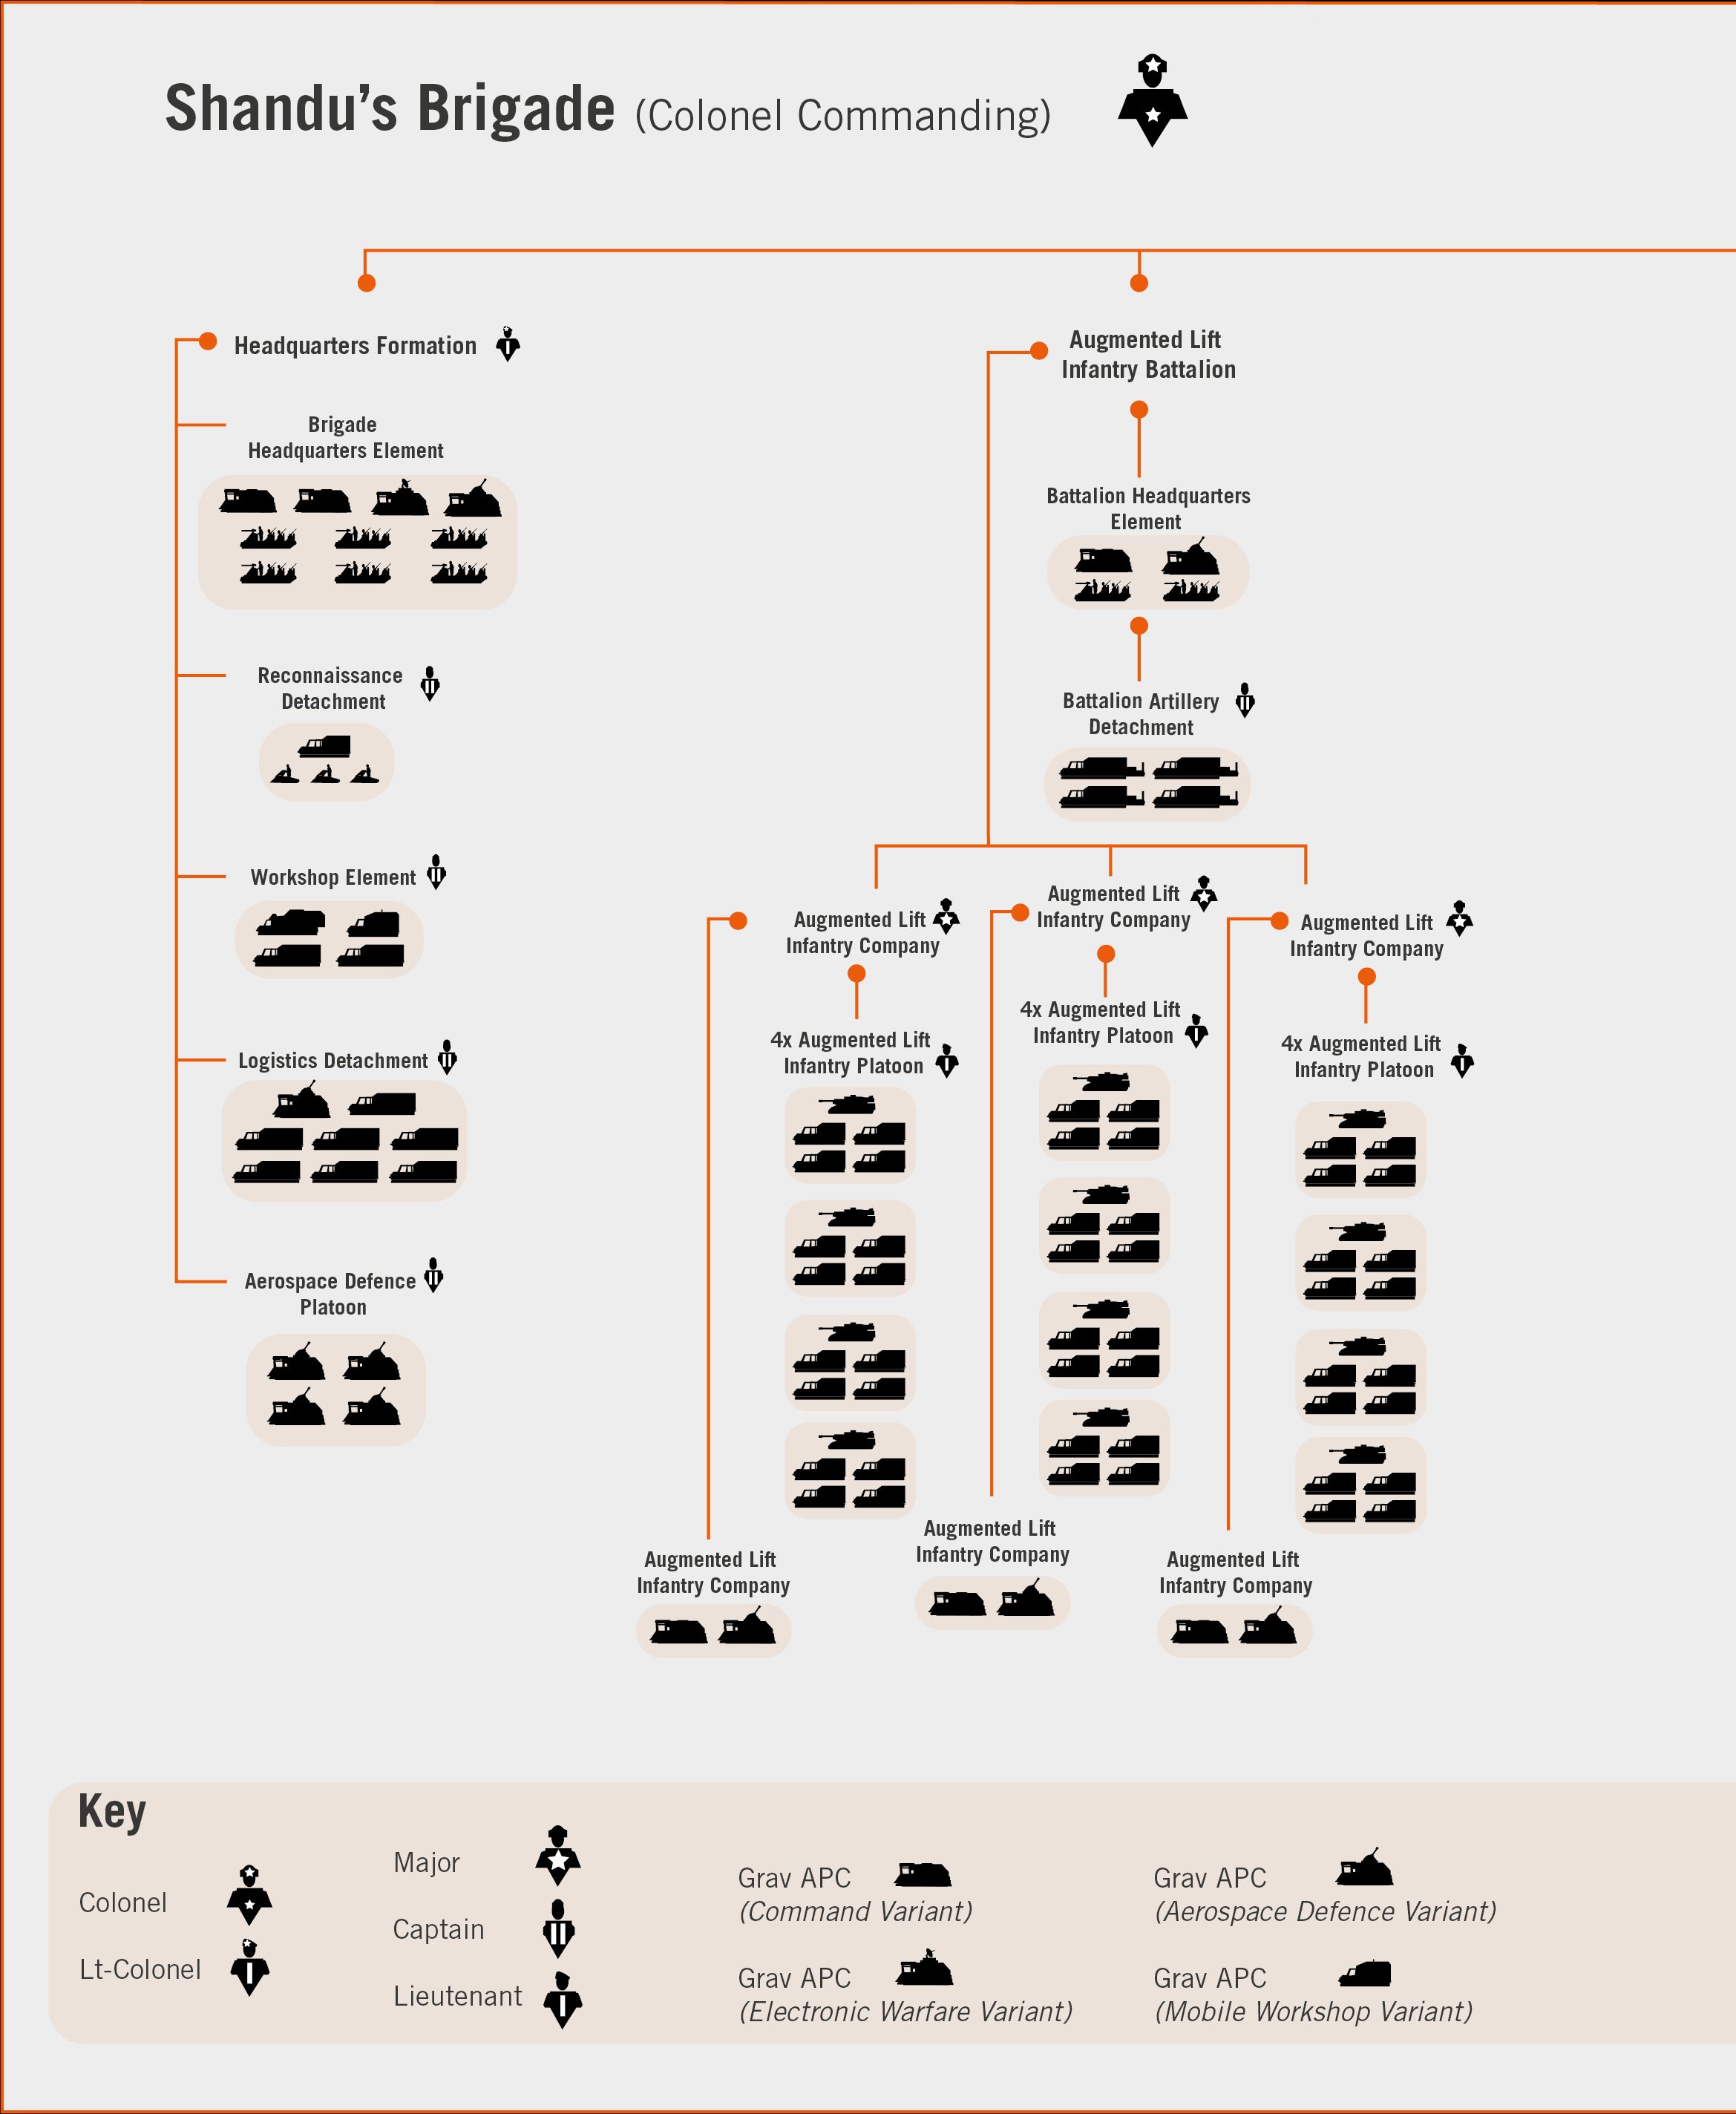 Shandu's Brigade (Colonel Commanding)
Headquarters Formation
Brigade
Headquarters Element
Reconnaissance
Detachment
Workshop Element
Logistics Detachment
Aerospace Defence
Platoon
Augmented Lift
Infantry Battalion
Battalion Headquarters
Element
Battalion Artillery
Detachment
Augmented Lift
Infantry Company
4x Augmented Lift
Infantry Platoon
Augmented Lift
Infantry Company
Augmented Lift
Infantry Company
4x Augmented Lift
Infantry Platoon
Augmented Lift
Infantry Company
Augmented Lift
Infantry Company
4x Augmented Lift
Infantry Platoon
Augmented Lift
Infantry Company
Key
Colonel
Lt-Colonel
Major
Captain
Lieutenant
Grav APC
(Command Variant)
Grav APC
(Electronic Warfare Variant)
Grav APC
(Aerospace Defence Variant)
Grav APC
(Mobile Workshop Variant)